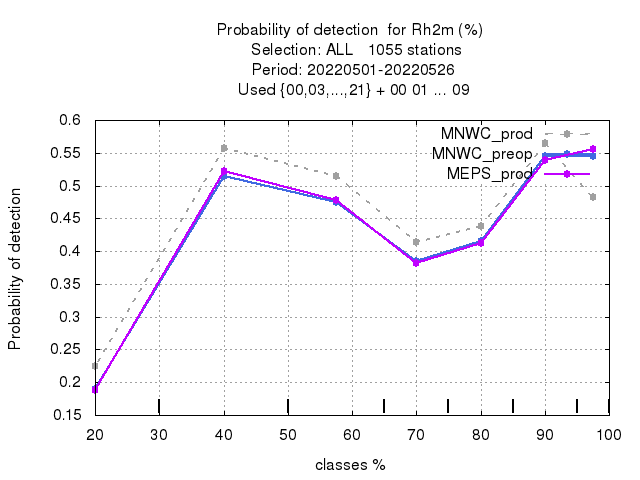 Probability of detection  for Rh2m (%)
Selection: ALL   1055 stations
Period: 20220501-20220526
Used {00,03,...,21} + 00 01 ... 09
0.6
0.55
0.5
0.45
0.4
0.35
0.3
0.25
0.2
0.15
Probability of detection
MNWC_prod
MNWC_preop
MEPS_prod
20 30 40 50 60 70 80 90 100
classes %